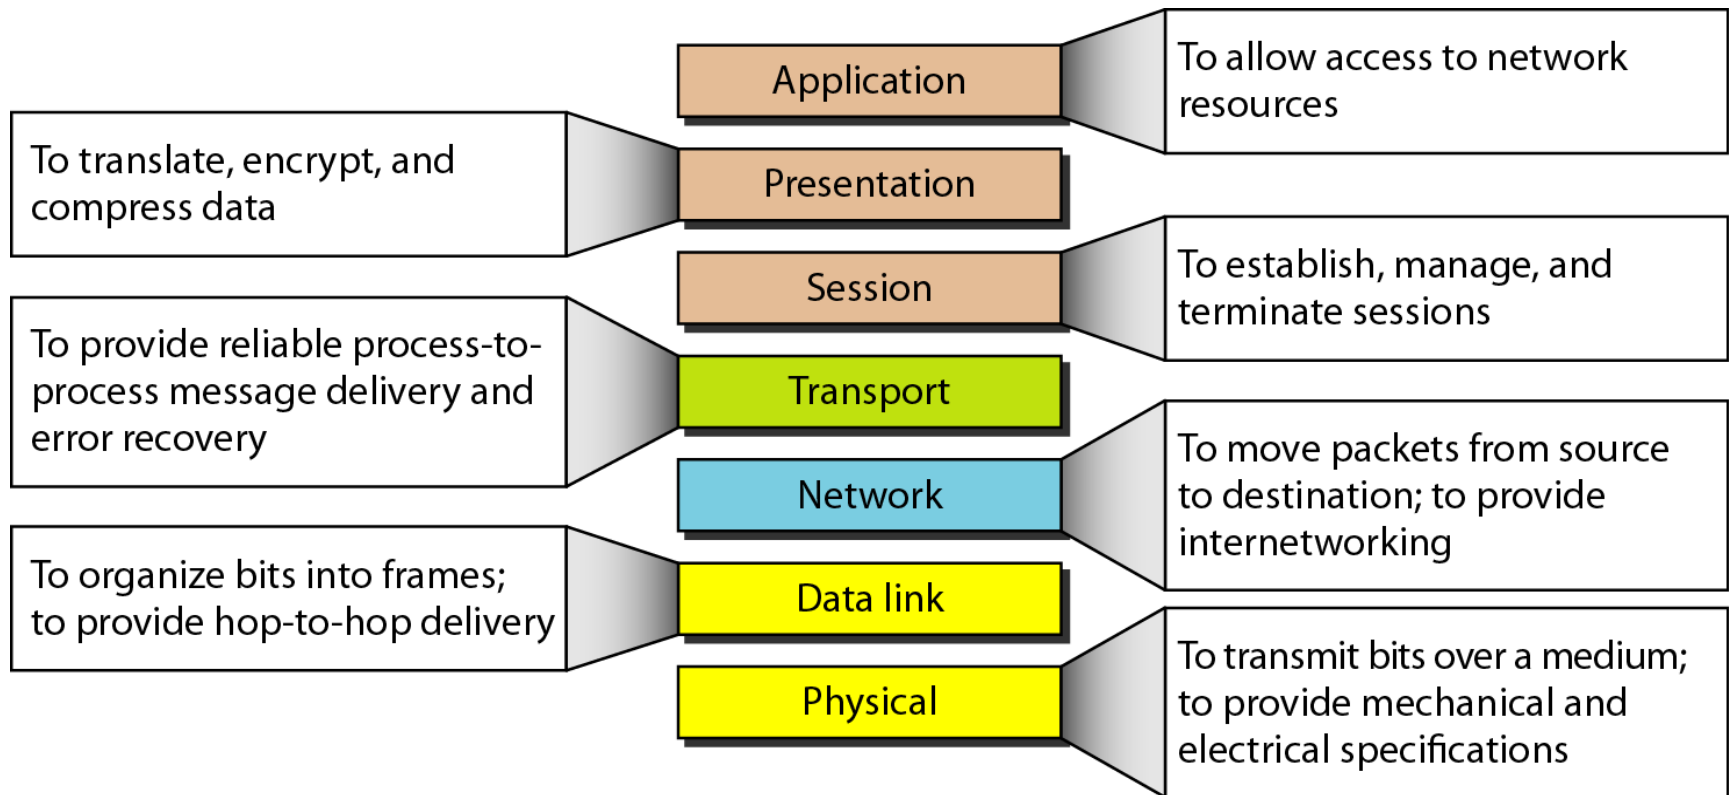 Application
To allow access to network
resources
To translate, encrypt, and
compress data
Presentation
Session
To establish, manage, and
terminate sessions
To provide reliable process-to-
process message delivery and
error recovery
Transport
Network
To move packets from source
to destination; to provide
internetworking
To organize bits into frames;
to provide hop-to-hop delivery
Data link
Physical
To transmit bits over a medium;
to provide mechanical and
electrical specifications